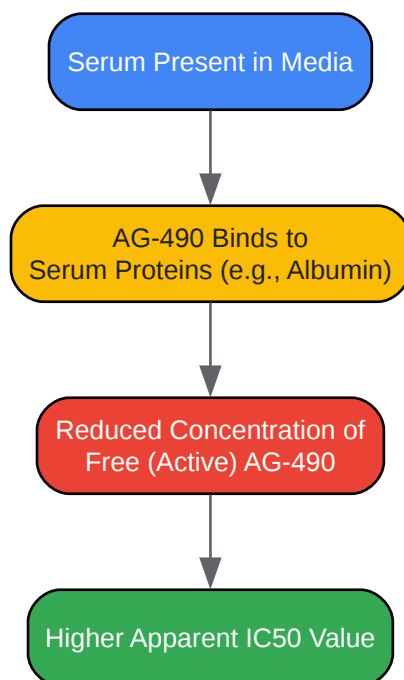 Serum Present in Media
AG-490 Binds to
Serum Proteins (e.g., Albumin)
Reduced Concentration of
Free (Active) AG-490
Higher Apparent IC50 Value